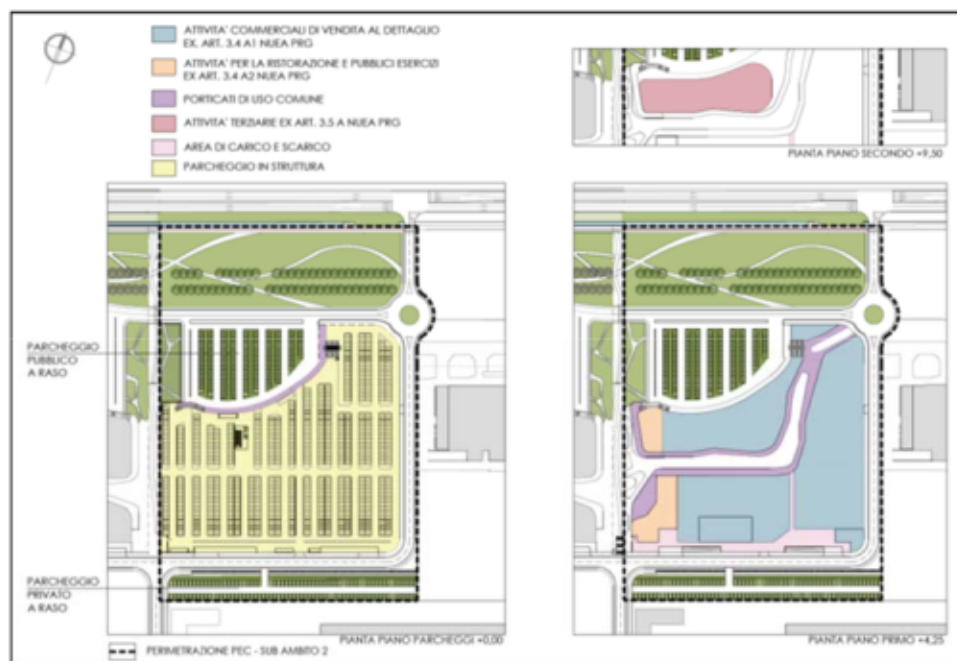 ATTIVITA' COMMERCIALI DI VENDITA AL DETTAGLIO
EX. ART. 3.4 A1 NUEA PRG
ATTIVITA' PER LA RISTORAZIONE E PUBBLICI ESERCIZI
EX ART. 3.4 A2 NUEA PRG
PORTICATI DI USO COMUNE
ATTIVITA' TERZIARIE EX ART. 3.5 A NUEA PRG
AREA DI CARICO E SCARICO
PARCHEGGIO IN STRUTTURA
PIANTA PIANO SECONDO +9,50
PARCHEGGIO
PUBBLICO
A RASO
PARCHEGGIO
PRIVATO
A RASO
PIANTA PIANO PARCHEGGI +0,00
PIANTA PIANO PRIMO +4,25
PERIMETRAZIONE PEC - SUB AMBITO 2